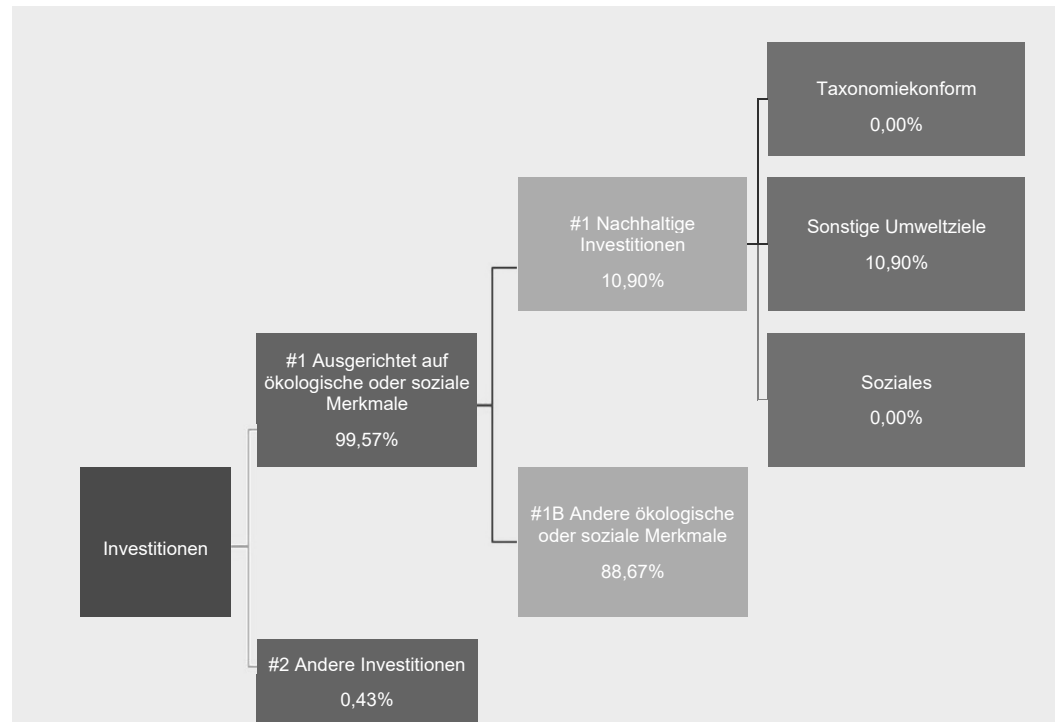 Taxonomiekonform
0,00%
#1 Nachhaltige
Investitionen
10,90%
Sonstige Umweltziele
10,90%
#1 Ausgerichtet auf
ökologische oder soziale
Merkmale
99,57%
Soziales
0,00%
Investitionen
#1B Andere ökologische
oder soziale Merkmale
88,67%
#2 Andere Investitionen
0,43%